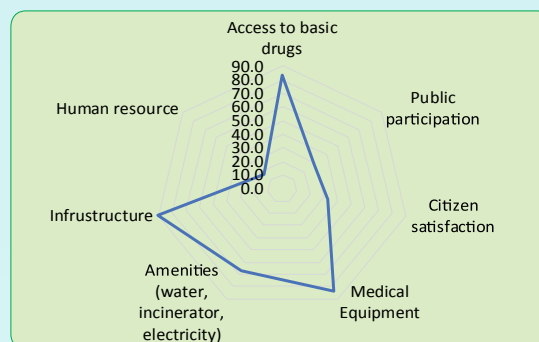 Access to basic
drugs
90.0
80.0
70.0
60.0
50.0
40.0
30.0
20.0
10.0
0.0
Public
participation
Citizen
satisfaction
Medical
Equipment
Amenities
(water,
incinerator,
electricity)
Infrustructure
Human resource